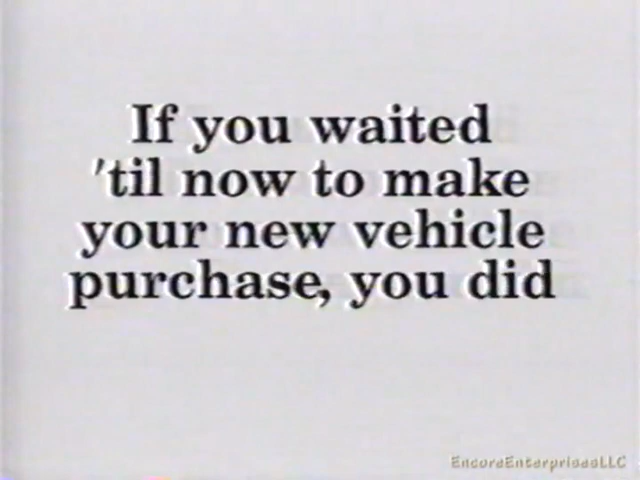 If you waited
'til now to make
your new vehicle
purchase, you did
EncoreEnterprisesLLC